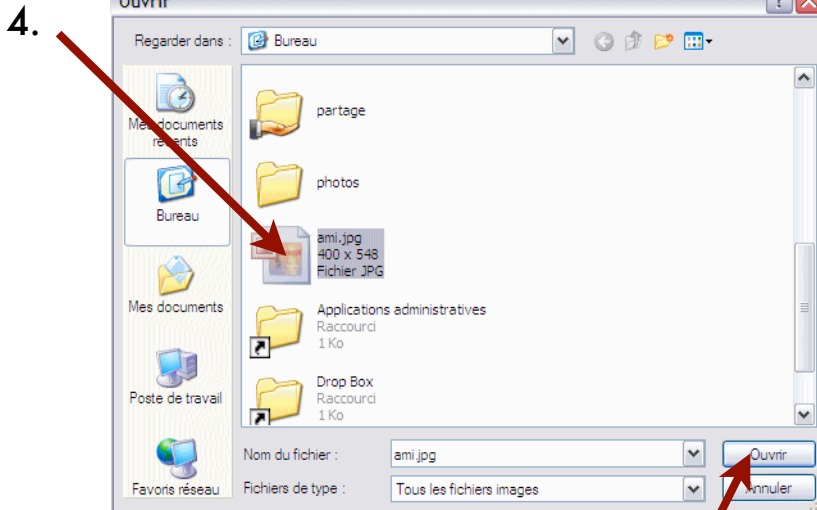 Ouvrir
4.
Regarder dans :
Bureau
Mes documents
récents
Bureau
Mes documents
Poste de travail
Favoris réseau
partage
photos
ami.jpg
400 x 548
Fichier JPG
Applications administratives
Raccourci
1 Ko
Drop Box
Raccourci
1 Ko
Nom du fichier :
ami.jpg
Ouvrir
Fichiers de type :
Tous les fichiers images
Annuler